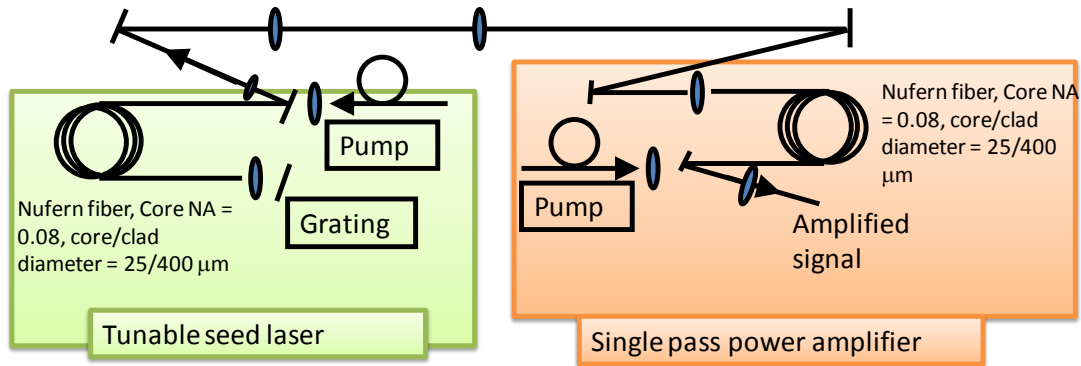 Pump
Grating
Nufern fiber, Core NA =
0.08, core/clad
diameter = 25/400 μm
Tunable seed laser
Nufern fiber, Core NA
= 0.08, core/clad
diameter = 25/400
μm
Pump
Amplified
signal
Single pass power amplifier